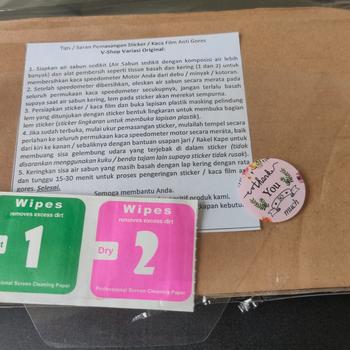 Tips / Saran Pemasangan Sticker / Kaca Film Anti Gores
V-Shop Variasi Original:
1. Siapkan air sabun sedikit (Air Sabun sedikit dengan komposisi air lebih
banyak) dan alat pembersih seperti tissue basah dan kering (1 dan 2) untuk
membersihkan kaca speedometer Motor Anda dari debu / minyak / kotoran.
2. Setelah speedometer dibersihkan, oleskan air sabun secara merata pada
seluruh permukaan kaca speedometer secukupnya, jangan terlalu basah
supaya saat air sabun kering, lem pada sticker akan merekat sempurna.
3. Persiapkan sticker / kaca film dan buka lapisan plastik masking pelindung
lem yang ditunjukan dengan sticker bentuk lingkaran untuk membuka bagian
lem sticker (sticker lingkaran untuk membuka lapisan plastik).
4. Jika sudah terbuka, mulai ukur pemasangan sticker, mulailah tempel secara
perlahan ke seluruh permukaan kaca speedometer motor secara merata, baik
dari kiri ke kanan / sebaliknya dengan bantuan usapan jari / Rakel Kape untuk
membuang sisa gelembung udara yang terjebak di dalam sticker (tidak
disarankan menggunakan kuku / benda tajam lain supaya sticker tidak rusak).
5. Keringkan sisa air sabun yang masih basah dengan lap kering dengan rata
dan tunggu 15-30 menit untuk proses pengeringan sticker / kaca film anti
gores. Selesai.
Semoga membantu Anda.
positif produk kami.
kapan kebutu
Thank
You
much
Wipes
removes excess dirt
1
Screen Cleaning Paper
Wipes
removes excess dirt
Dry
2
Professional Screen Cleaning Paper